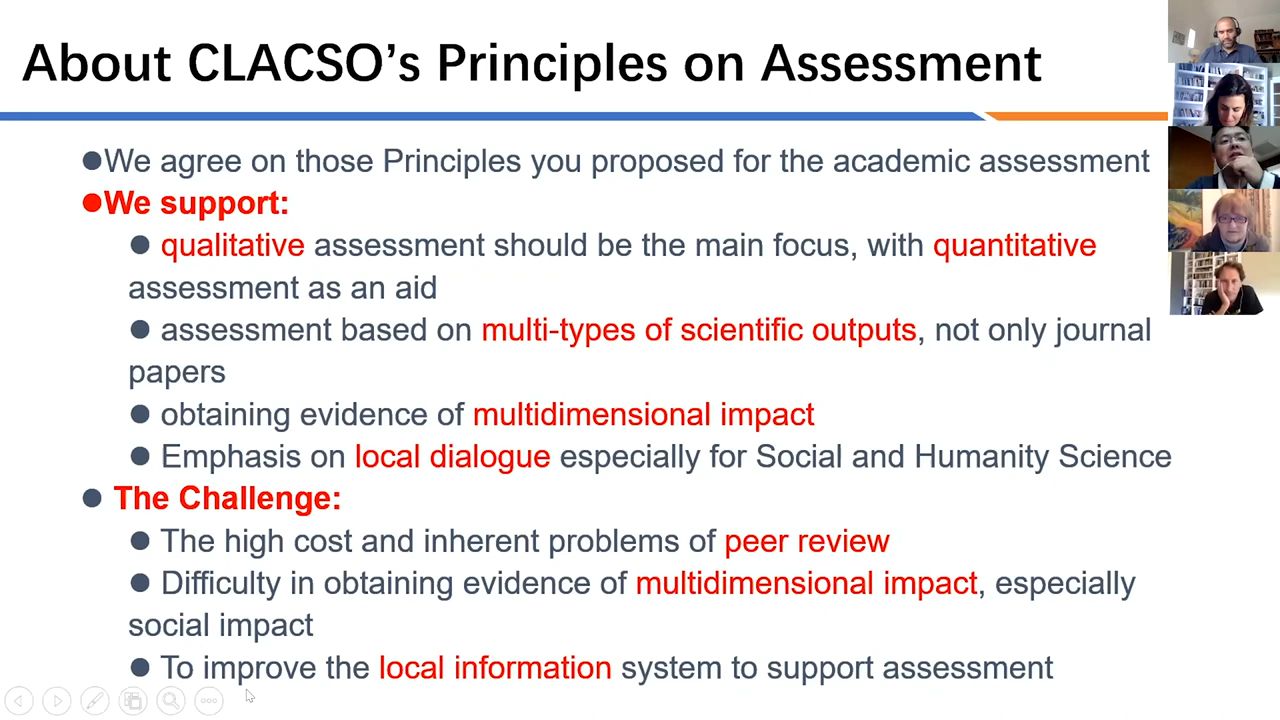 About CLACSO's Principles on Assessment
●We agree on those Principles you proposed for the academic assessment
●We support:
● qualitative assessment should be the main focus, with quantitative
assessment as an aid
● assessment based on multi-types of scientific outputs, not only journal
papers
● obtaining evidence of multidimensional impact
● Emphasis on local dialogue especially for Social and Humanity Science
● The Challenge:
● The high cost and inherent problems of peer review
● Difficulty in obtaining evidence of multidimensional impact, especially
social impact
● To improve the local information system to support assessment